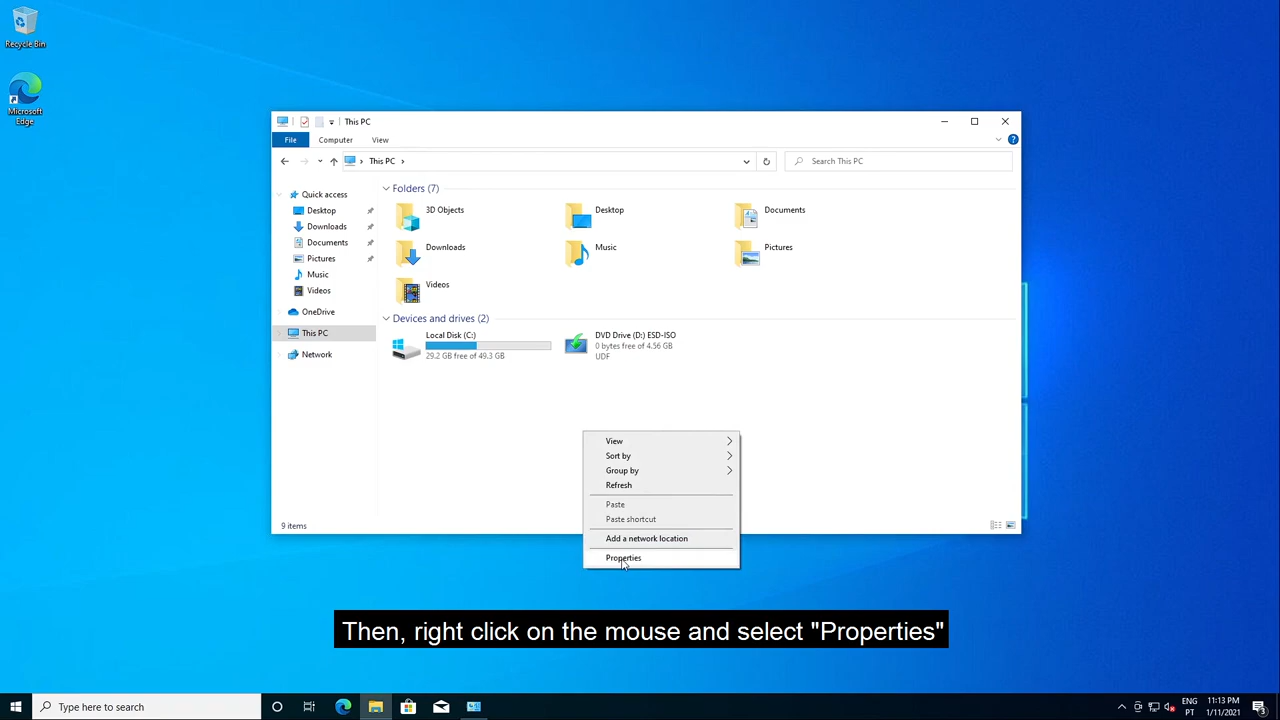 Recycle Bin
Microsoft
Edge
This PC
File
Computer
View
This PC
Search This PC
Quick access
Desktop
Downloads
Documents
Pictures
Music
Videos
OneDrive
This PC
Network
Folders (7)
3D Objects
Desktop
Documents
Downloads
Music
Pictures
Videos
Devices and drives (2)
Local Disk (C:)
29.2 GB free of 49.3 GB
DVD Drive (D:) ESD-ISO
0 bytes free of 4.56 GB
UDF
View
Sort by
Group by
Refresh
Paste
Paste shortcut
Add a network location
Properties
9 items
Then, right click on the mouse and select "Properties"
Type here to search
ENG
PT
11:13 PM
1/11/2021
3